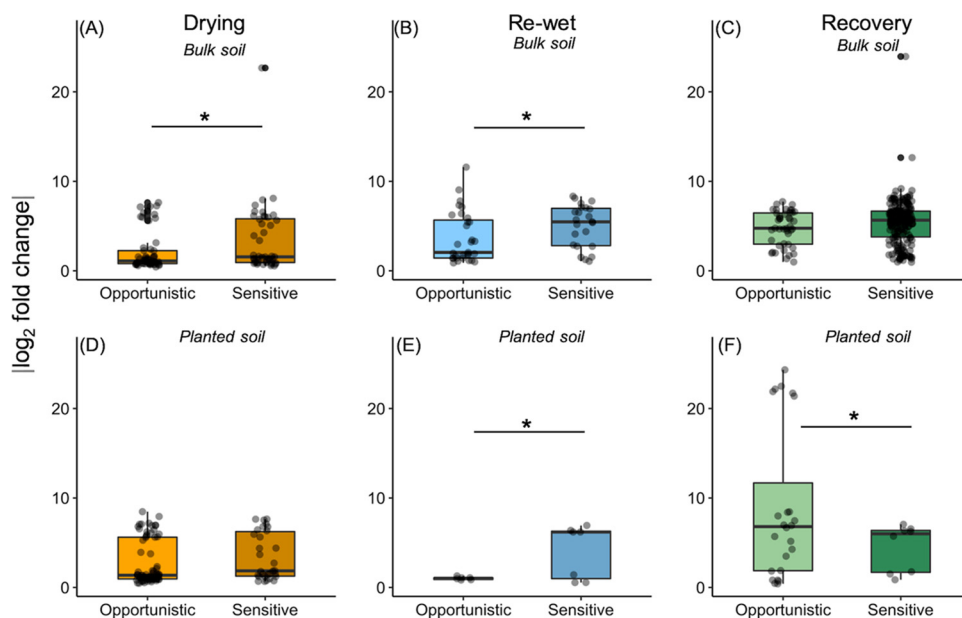 Drying
Re-wet
Recovery
(A)
Bulk soil
(B)
Bulk soil
(C)
Bulk soil
|log₂ fold change|
20
10
0
*
20
10
0
*
20
10
0
Opportunistic Sensitive
Opportunistic Sensitive
Opportunistic Sensitive
(D)
Planted soil
(E)
Planted soil
(F)
Planted soil
20
10
0
20
10
0
*
20
10
0
*
Opportunistic Sensitive
Opportunistic Sensitive
Opportunistic Sensitive